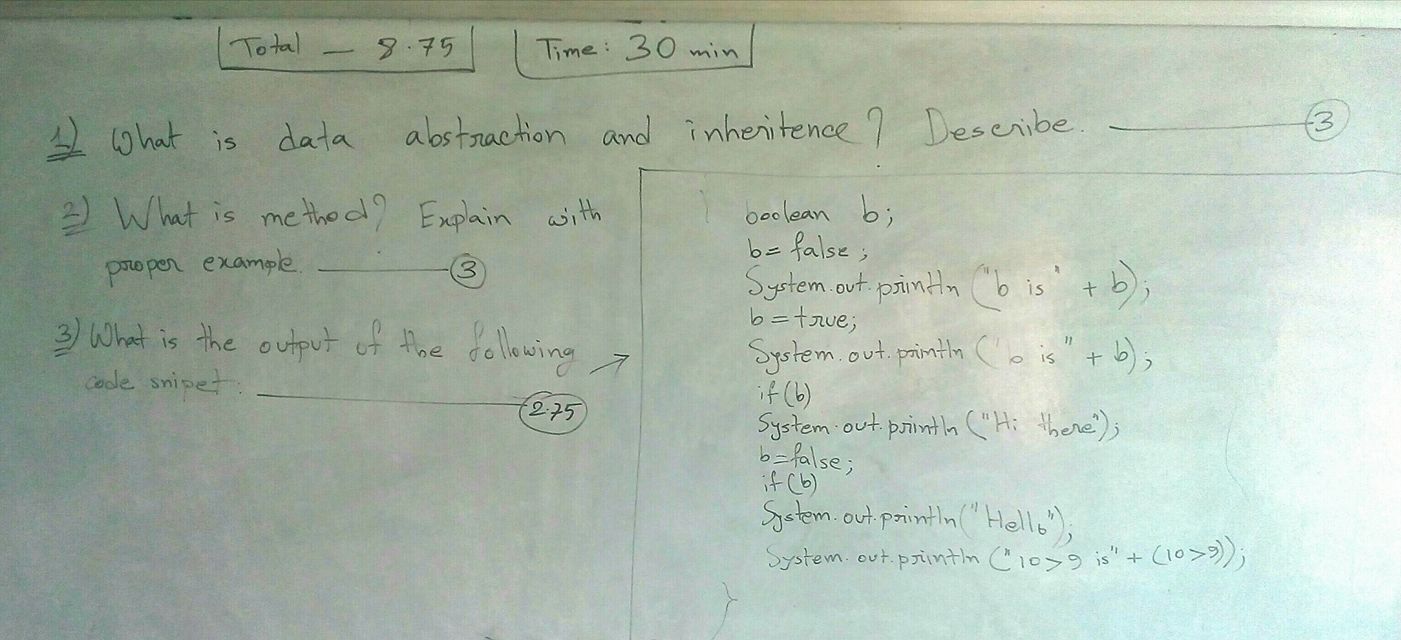 Total - 8.75
Time: 30 min
1) What is data abstraction and inheritence? Describe. 3
2) What is method? Explain with
proper example. 3
3) What is the output of the following
code snipet: 2.75
boolean b;
b = false;
System.out.println ("b is" + b);
b = true;
System.out.println ("b is" + b);
if (b)
System.out.println ("Hi there");
b = false;
if (b)
System.out.println ("Hello");
System.out.println ("10>9 is" + (10>9));
}